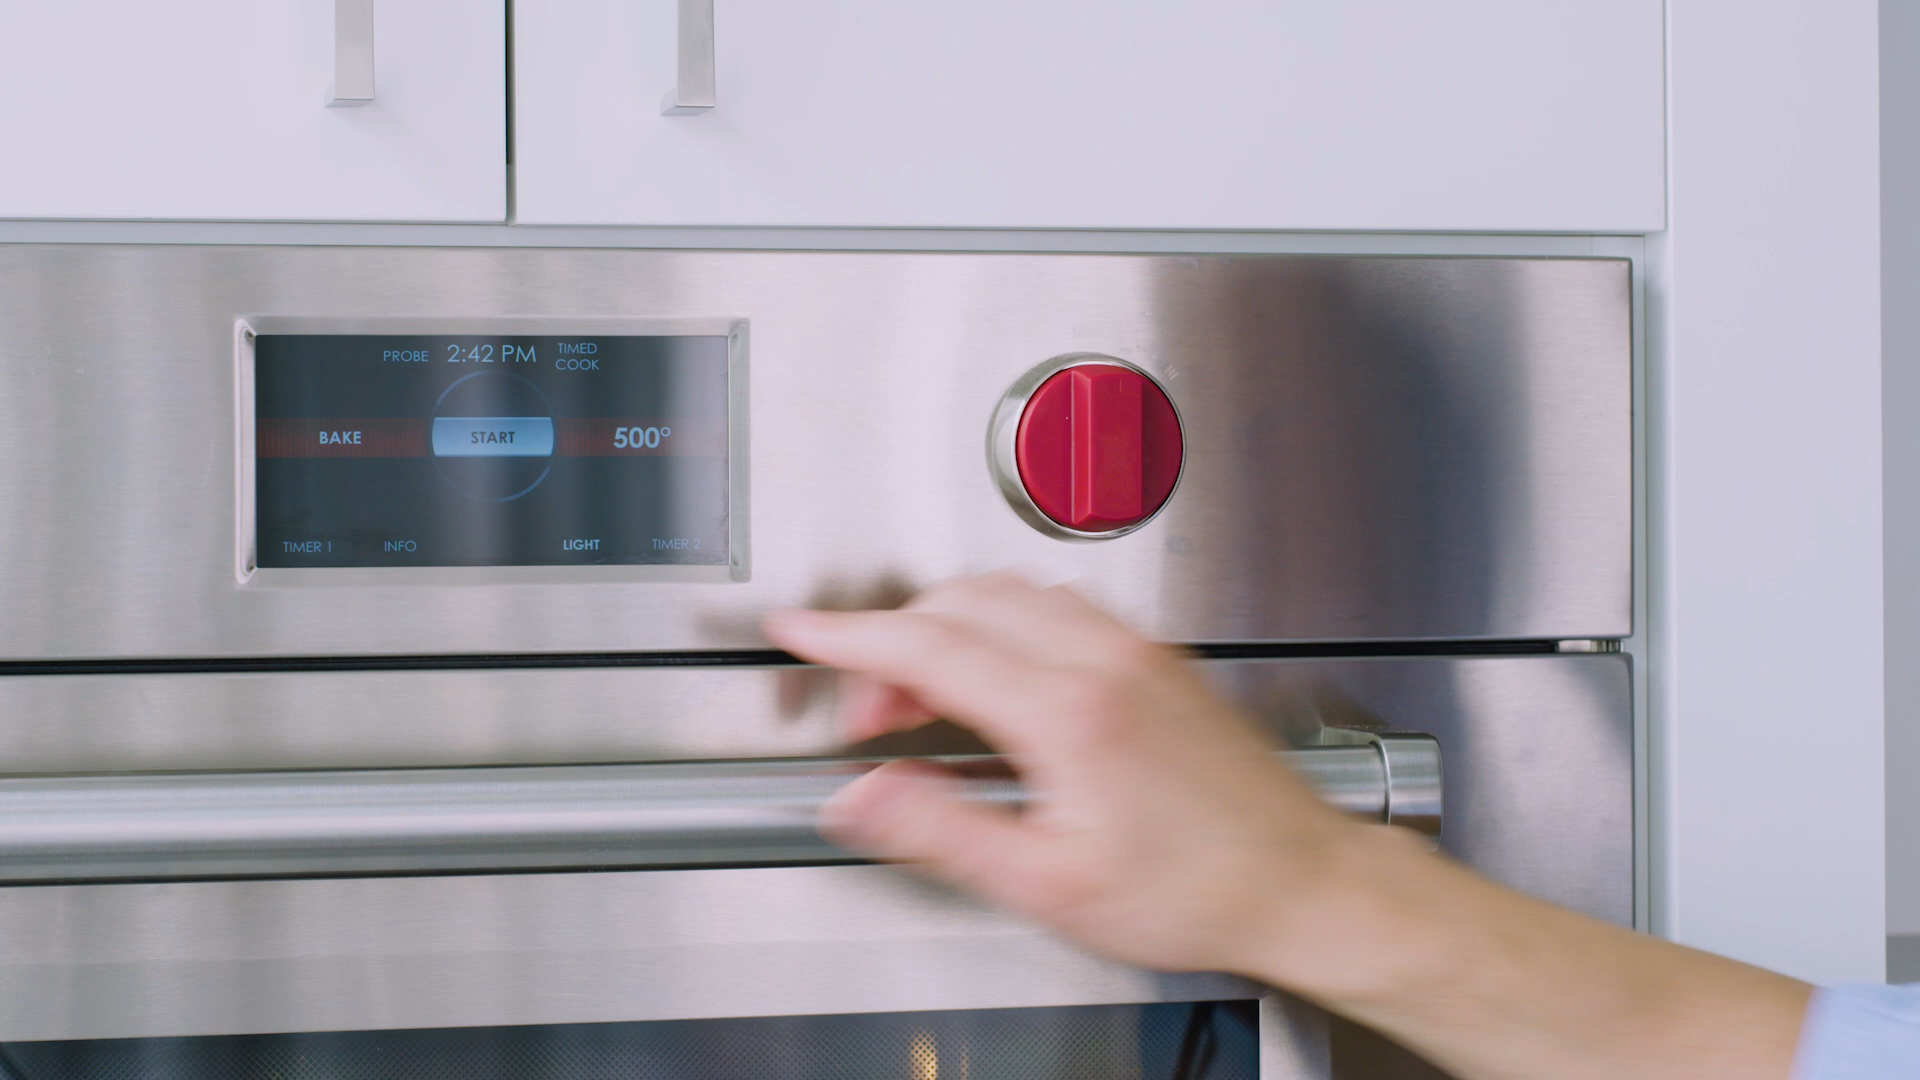 PROBE 2:42 PM TIMED COOK
BAKE START 500°
TIMER 1 INFO LIGHT TIMER 2